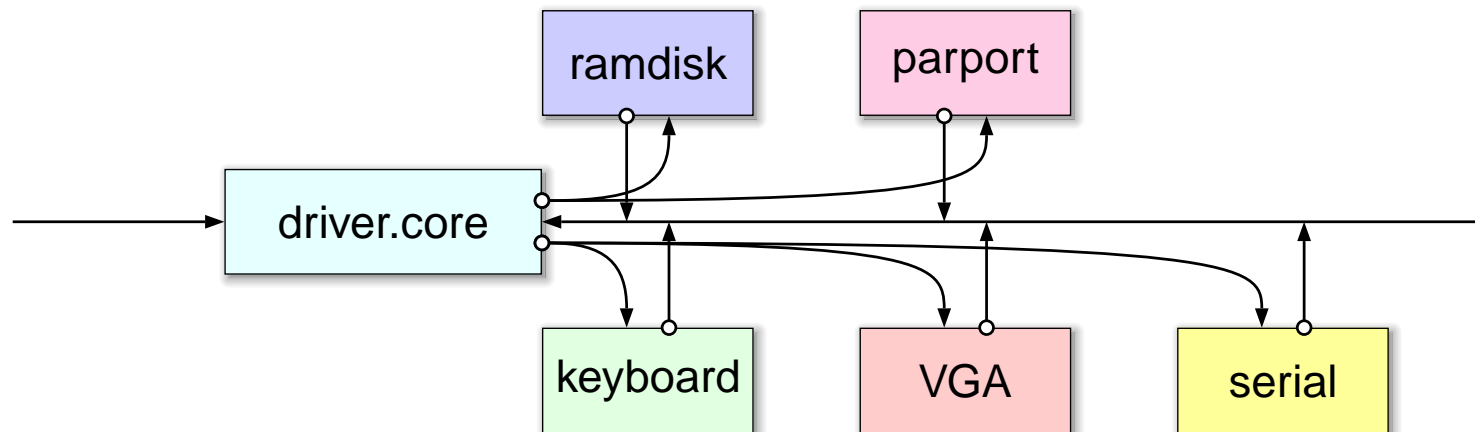 ramdisk
parport
driver.core
keyboard
VGA
serial